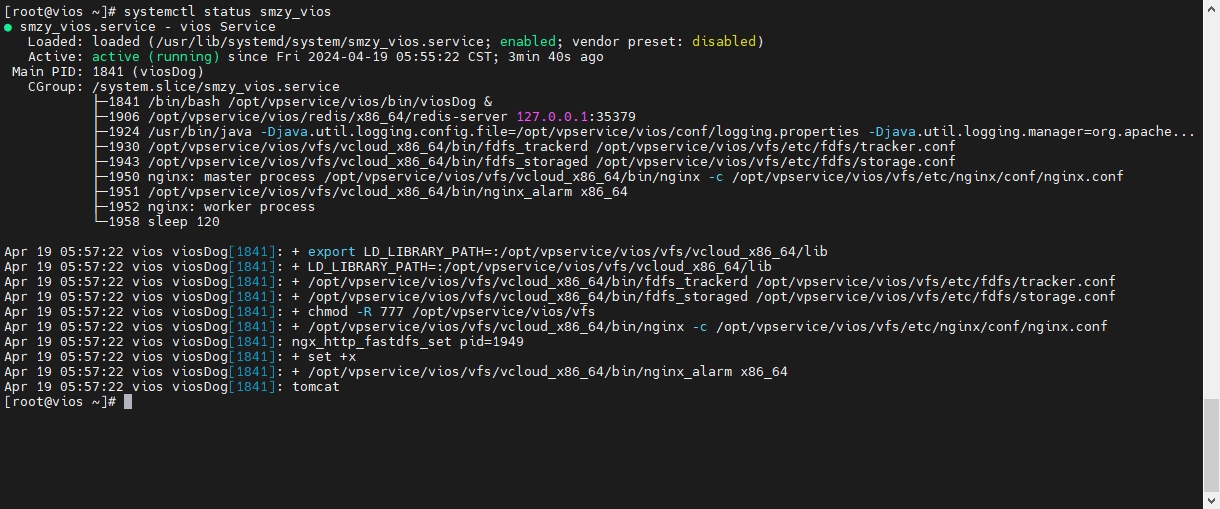 [root@vios ~]# systemctl status smzy_vios
● smzy_vios.service - vios Service
   Loaded: loaded (/usr/lib/systemd/system/smzy_vios.service; enabled; vendor preset: disabled)
   Active: active (running) since Fri 2024-04-19 05:55:22 CST; 3min 40s ago
 Main PID: 1841 (viosDog)
   CGroup: /system.slice/smzy_vios.service
           ├─1841 /bin/bash /opt/vpservice/vios/bin/viosDog &
           ├─1906 /opt/vpservice/vios/redis/x86_64/redis-server 127.0.0.1:35379
           ├─1924 /usr/bin/java -Djava.util.logging.config.file=/opt/vpservice/vios/conf/logging.properties -Djava.util.logging.manager=org.apache...
           ├─1930 /opt/vpservice/vios/vfs/vcloud_x86_64/bin/fdfs_trackerd /opt/vpservice/vios/vfs/etc/fdfs/tracker.conf
           ├─1943 /opt/vpservice/vios/vfs/vcloud_x86_64/bin/fdfs_storaged /opt/vpservice/vios/vfs/etc/fdfs/storage.conf
           ├─1950 nginx: master process /opt/vpservice/vios/vfs/vcloud_x86_64/bin/nginx -c /opt/vpservice/vios/vfs/etc/nginx/conf/nginx.conf
           ├─1951 /opt/vpservice/vios/vfs/vcloud_x86_64/bin/nginx_alarm x86_64
           ├─1952 nginx: worker process
           └─1958 sleep 120

Apr 19 05:57:22 vios viosDog[1841]: + export LD_LIBRARY_PATH=:/opt/vpservice/vios/vfs/vcloud_x86_64/lib
Apr 19 05:57:22 vios viosDog[1841]: + LD_LIBRARY_PATH=:/opt/vpservice/vios/vfs/vcloud_x86_64/lib
Apr 19 05:57:22 vios viosDog[1841]: + /opt/vpservice/vios/vfs/vcloud_x86_64/bin/fdfs_trackerd /opt/vpservice/vios/vfs/etc/fdfs/tracker.conf
Apr 19 05:57:22 vios viosDog[1841]: + /opt/vpservice/vios/vfs/vcloud_x86_64/bin/fdfs_storaged /opt/vpservice/vios/vfs/etc/fdfs/storage.conf
Apr 19 05:57:22 vios viosDog[1841]: + chmod -R 777 /opt/vpservice/vios/vfs
Apr 19 05:57:22 vios viosDog[1841]: + /opt/vpservice/vios/vfs/vcloud_x86_64/bin/nginx -c /opt/vpservice/vios/vfs/etc/nginx/conf/nginx.conf
Apr 19 05:57:22 vios viosDog[1841]: ngx_http_fastdfs_set pid=1949
Apr 19 05:57:22 vios viosDog[1841]: + set +x
Apr 19 05:57:22 vios viosDog[1841]: + /opt/vpservice/vios/vfs/vcloud_x86_64/bin/nginx_alarm x86_64
Apr 19 05:57:22 vios viosDog[1841]: tomcat
[root@vios ~]#